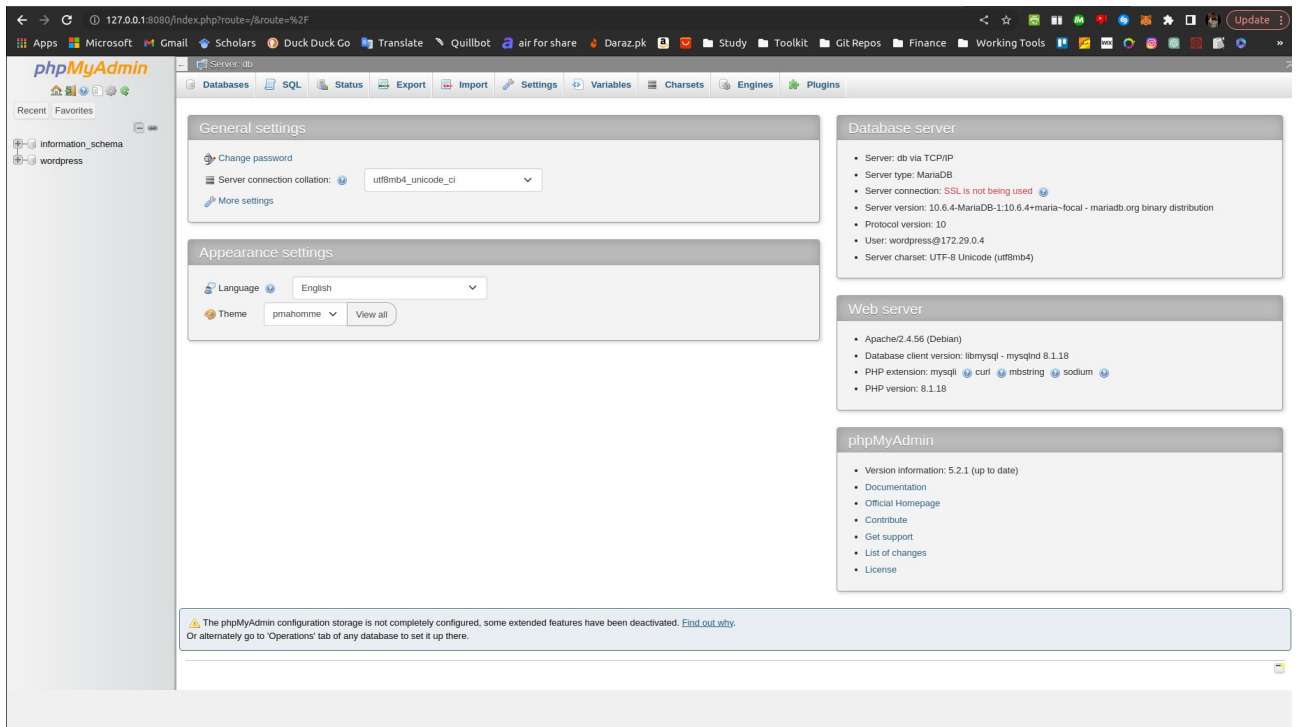 127.0.0.1:8080/index.php?route=/&route=%2F
Update
Apps Microsoft Gmail Scholars Duck Duck Go Translate Quillbot air for share Daraz.pk Study Toolkit Git Repos Finance Working Tools »
phpMyAdmin
Recent Favorites
information_schema
wordpress
Server: db
Databases SQL Status Export Import Settings Variables Charsets Engines Plugins
General settings
Change password
Server connection collation: utf8mb4_unicode_ci
More settings
Appearance settings
Language English
Theme pmahomme View all
Database server
• Server: db via TCP/IP
• Server type: MariaDB
• Server connection: SSL is not being used
• Server version: 10.6.4-MariaDB-1:10.6.4+maria~focal - mariadb.org binary distribution
• Protocol version: 10
• User: wordpress@172.29.0.4
• Server charset: UTF-8 Unicode (utf8mb4)
Web server
• Apache/2.4.56 (Debian)
• Database client version: libmysql - mysqlnd 8.1.18
• PHP extension: mysqli curl mbstring sodium
• PHP version: 8.1.18
phpMyAdmin
• Version information: 5.2.1 (up to date)
• Documentation
• Official Homepage
• Contribute
• Get support
• List of changes
• License
The phpMyAdmin configuration storage is not completely configured, some extended features have been deactivated. Find out why.
Or alternately go to 'Operations' tab of any database to set it up there.